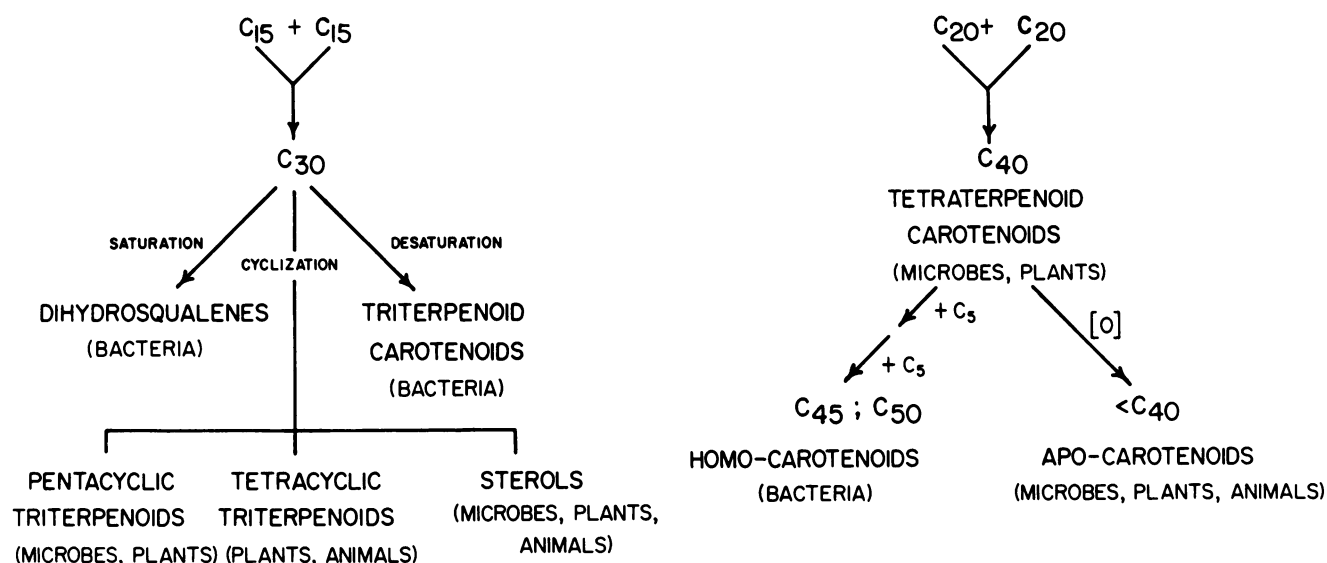 C15 + C15
C30
SATURATION
CYCLIZATION
DESATURATION
DIHYDROSQUALENES
(BACTERIA)
TRITERPENOID
CAROTENOIDS
(BACTERIA)
PENTACYCLIC
TRITERPENOIDS
(MICROBES, PLANTS)
TETRACYCLIC
TRITERPENOIDS
(PLANTS, ANIMALS)
STEROLS
(MICROBES, PLANTS,
ANIMALS)
C20+ C20
C40
TETRATERPENOID
CAROTENOIDS
(MICROBES, PLANTS)
+ C5
+ C5
[O]
C45 ; C50
HOMO-CAROTENOIDS
(BACTERIA)
<C40
APO-CAROTENOIDS
(MICROBES, PLANTS, ANIMALS)